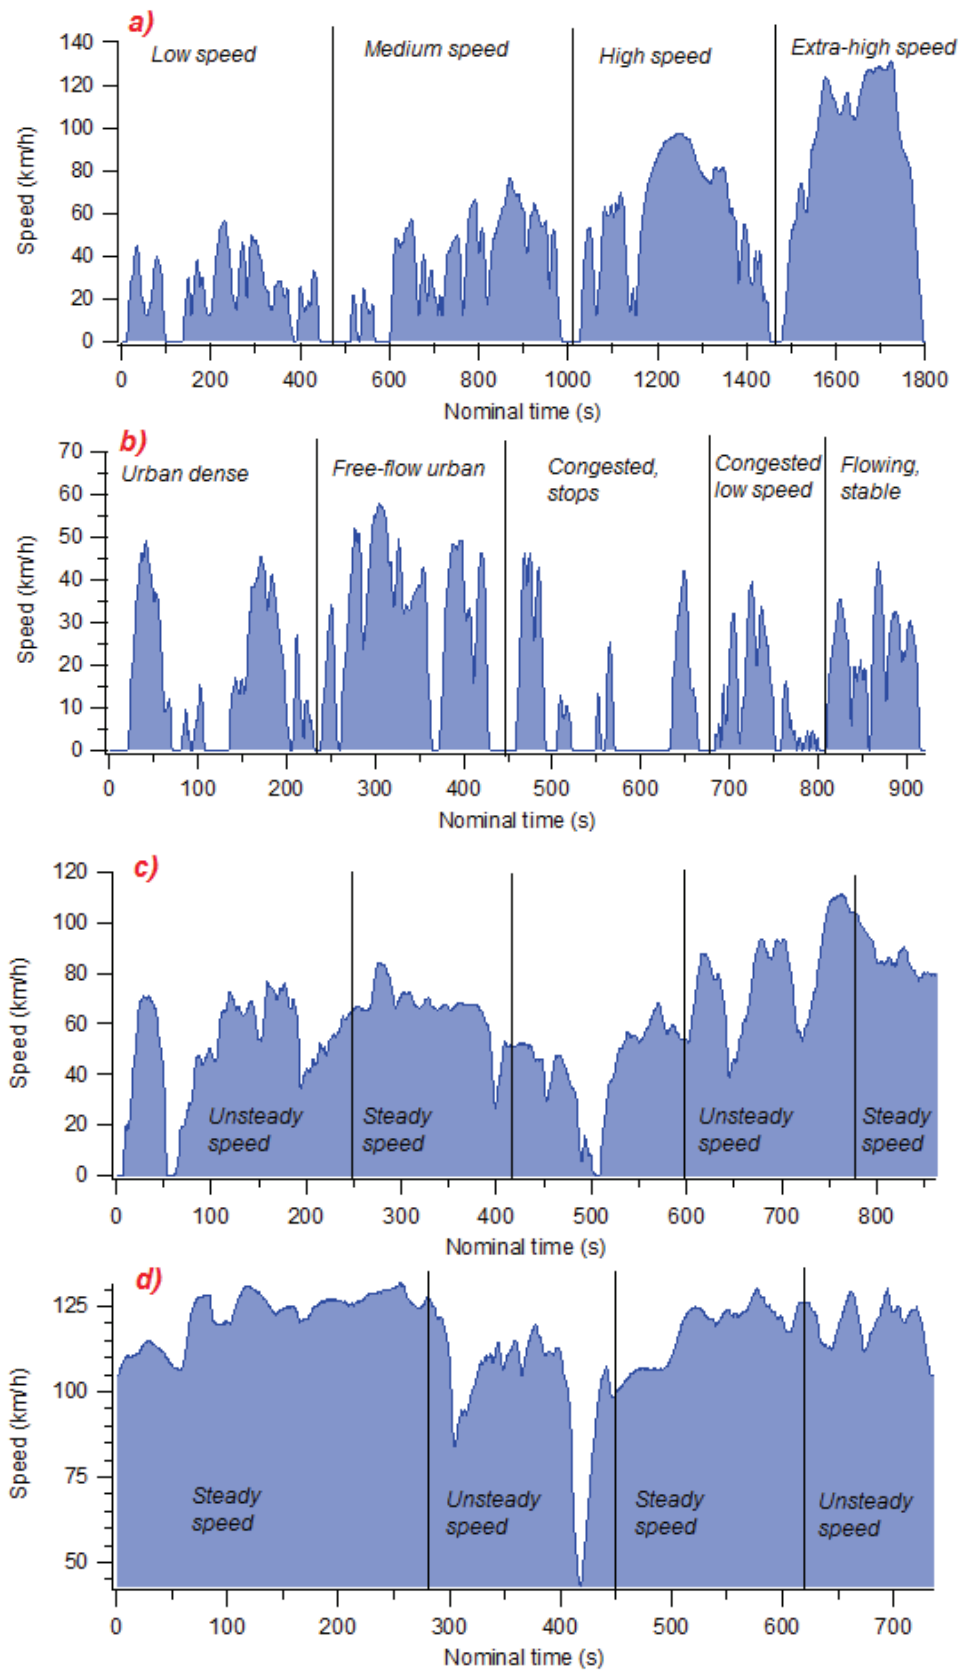 a)
Low speed
Medium speed
High speed
Extra-high speed
140
120
100
80
60
40
20
0
Speed (km/h)
0 200 400 600 800 1000 1200 1400 1600 1800
Nominal time (s)
b)
Urban dense
Free-flow urban
Congested,
stops
Congested
low speed
Flowing,
stable
70
60
50
40
30
20
10
0
Speed (km/h)
0 100 200 300 400 500 600 700 800 900
Nominal time (s)
c)
120
100
80
60
40
20
0
Speed (km/h)
Unsteady
speed
Steady
speed
Unsteady
speed
Steady
speed
0 100 200 300 400 500 600 700 800
Nominal time (s)
d)
125
100
75
50
Speed (km/h)
Steady
speed
Unsteady
speed
Steady
speed
Unsteady
speed
0 100 200 300 400 500 600 700
Nominal time (s)